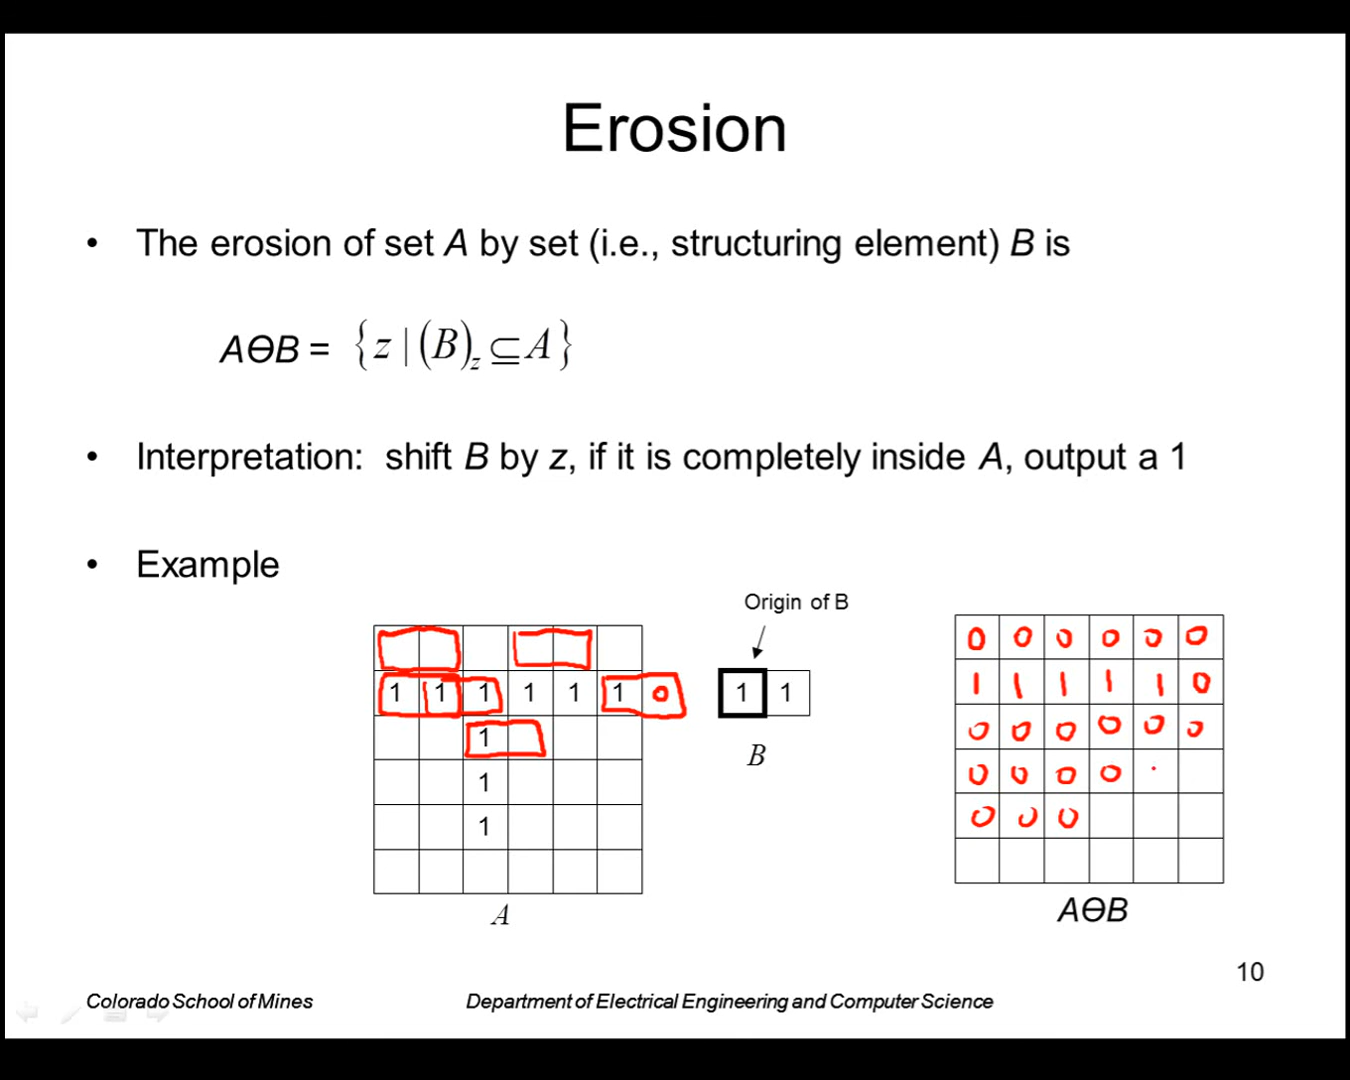 Erosion
• The erosion of set A by set (i.e., structuring element) B is
AΘB = {z | (B)z ⊆ A}
• Interpretation: shift B by z, if it is completely inside A, output a 1
• Example
Origin of B
1 1 1 1 1 1 0
1
1
1
A
1 1
B
0 0 0 0 0 0
1 1 1 1 1 0
0 0 0 0 0 0
0 0 0 0
0 0 0
AΘB
10
Colorado School of Mines
Department of Electrical Engineering and Computer Science